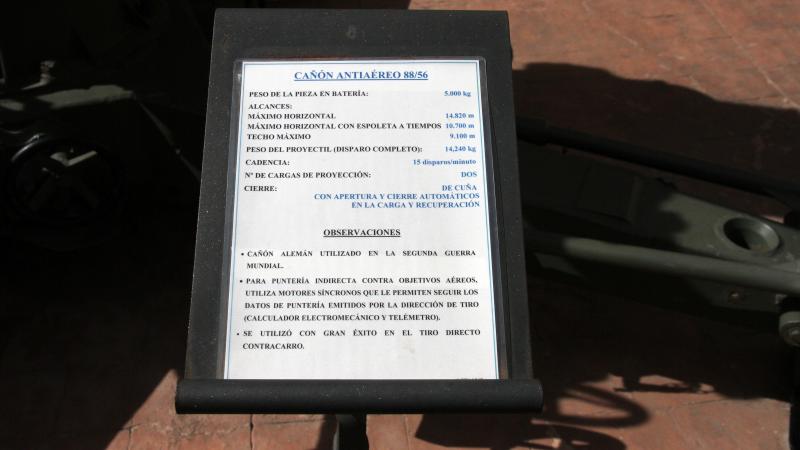 CAÑÓN ANTIAÉREO 88/56
PESO DE LA PIEZA EN BATERÍA: 5.000 kg
ALCANCES:
MÁXIMO HORIZONTAL 14.820 m
MÁXIMO HORIZONTAL CON ESPOLETA A TIEMPOS 10.700 m
TECHO MÁXIMO 9.100 m
PESO DEL PROYECTIL (DISPARO COMPLETO): 14,240 kg
CADENCIA: 15 disparos/minuto
Nº DE CARGAS DE PROYECCIÓN: DOS
CIERRE: DE CUÑA
CON APERTURA Y CIERRE AUTOMÁTICOS
EN LA CARGA Y RECUPERACIÓN
OBSERVACIONES
• CAÑÓN ALEMÁN UTILIZADO EN LA SEGUNDA GUERRA
MUNDIAL.
• PARA PUNTERÍA INDIRECTA CONTRA OBJETIVOS AÉREOS,
UTILIZA MOTORES SÍNCRONOS QUE LE PERMITEN SEGUIR LOS
DATOS DE PUNTERÍA EMITIDOS POR LA DIRECCIÓN DE TIRO
(CALCULADOR ELECTROMECÁNICO Y TELÉMETRO).
• SE UTILIZÓ CON GRAN ÉXITO EN EL TIRO DIRECTO
CONTRACARRO.